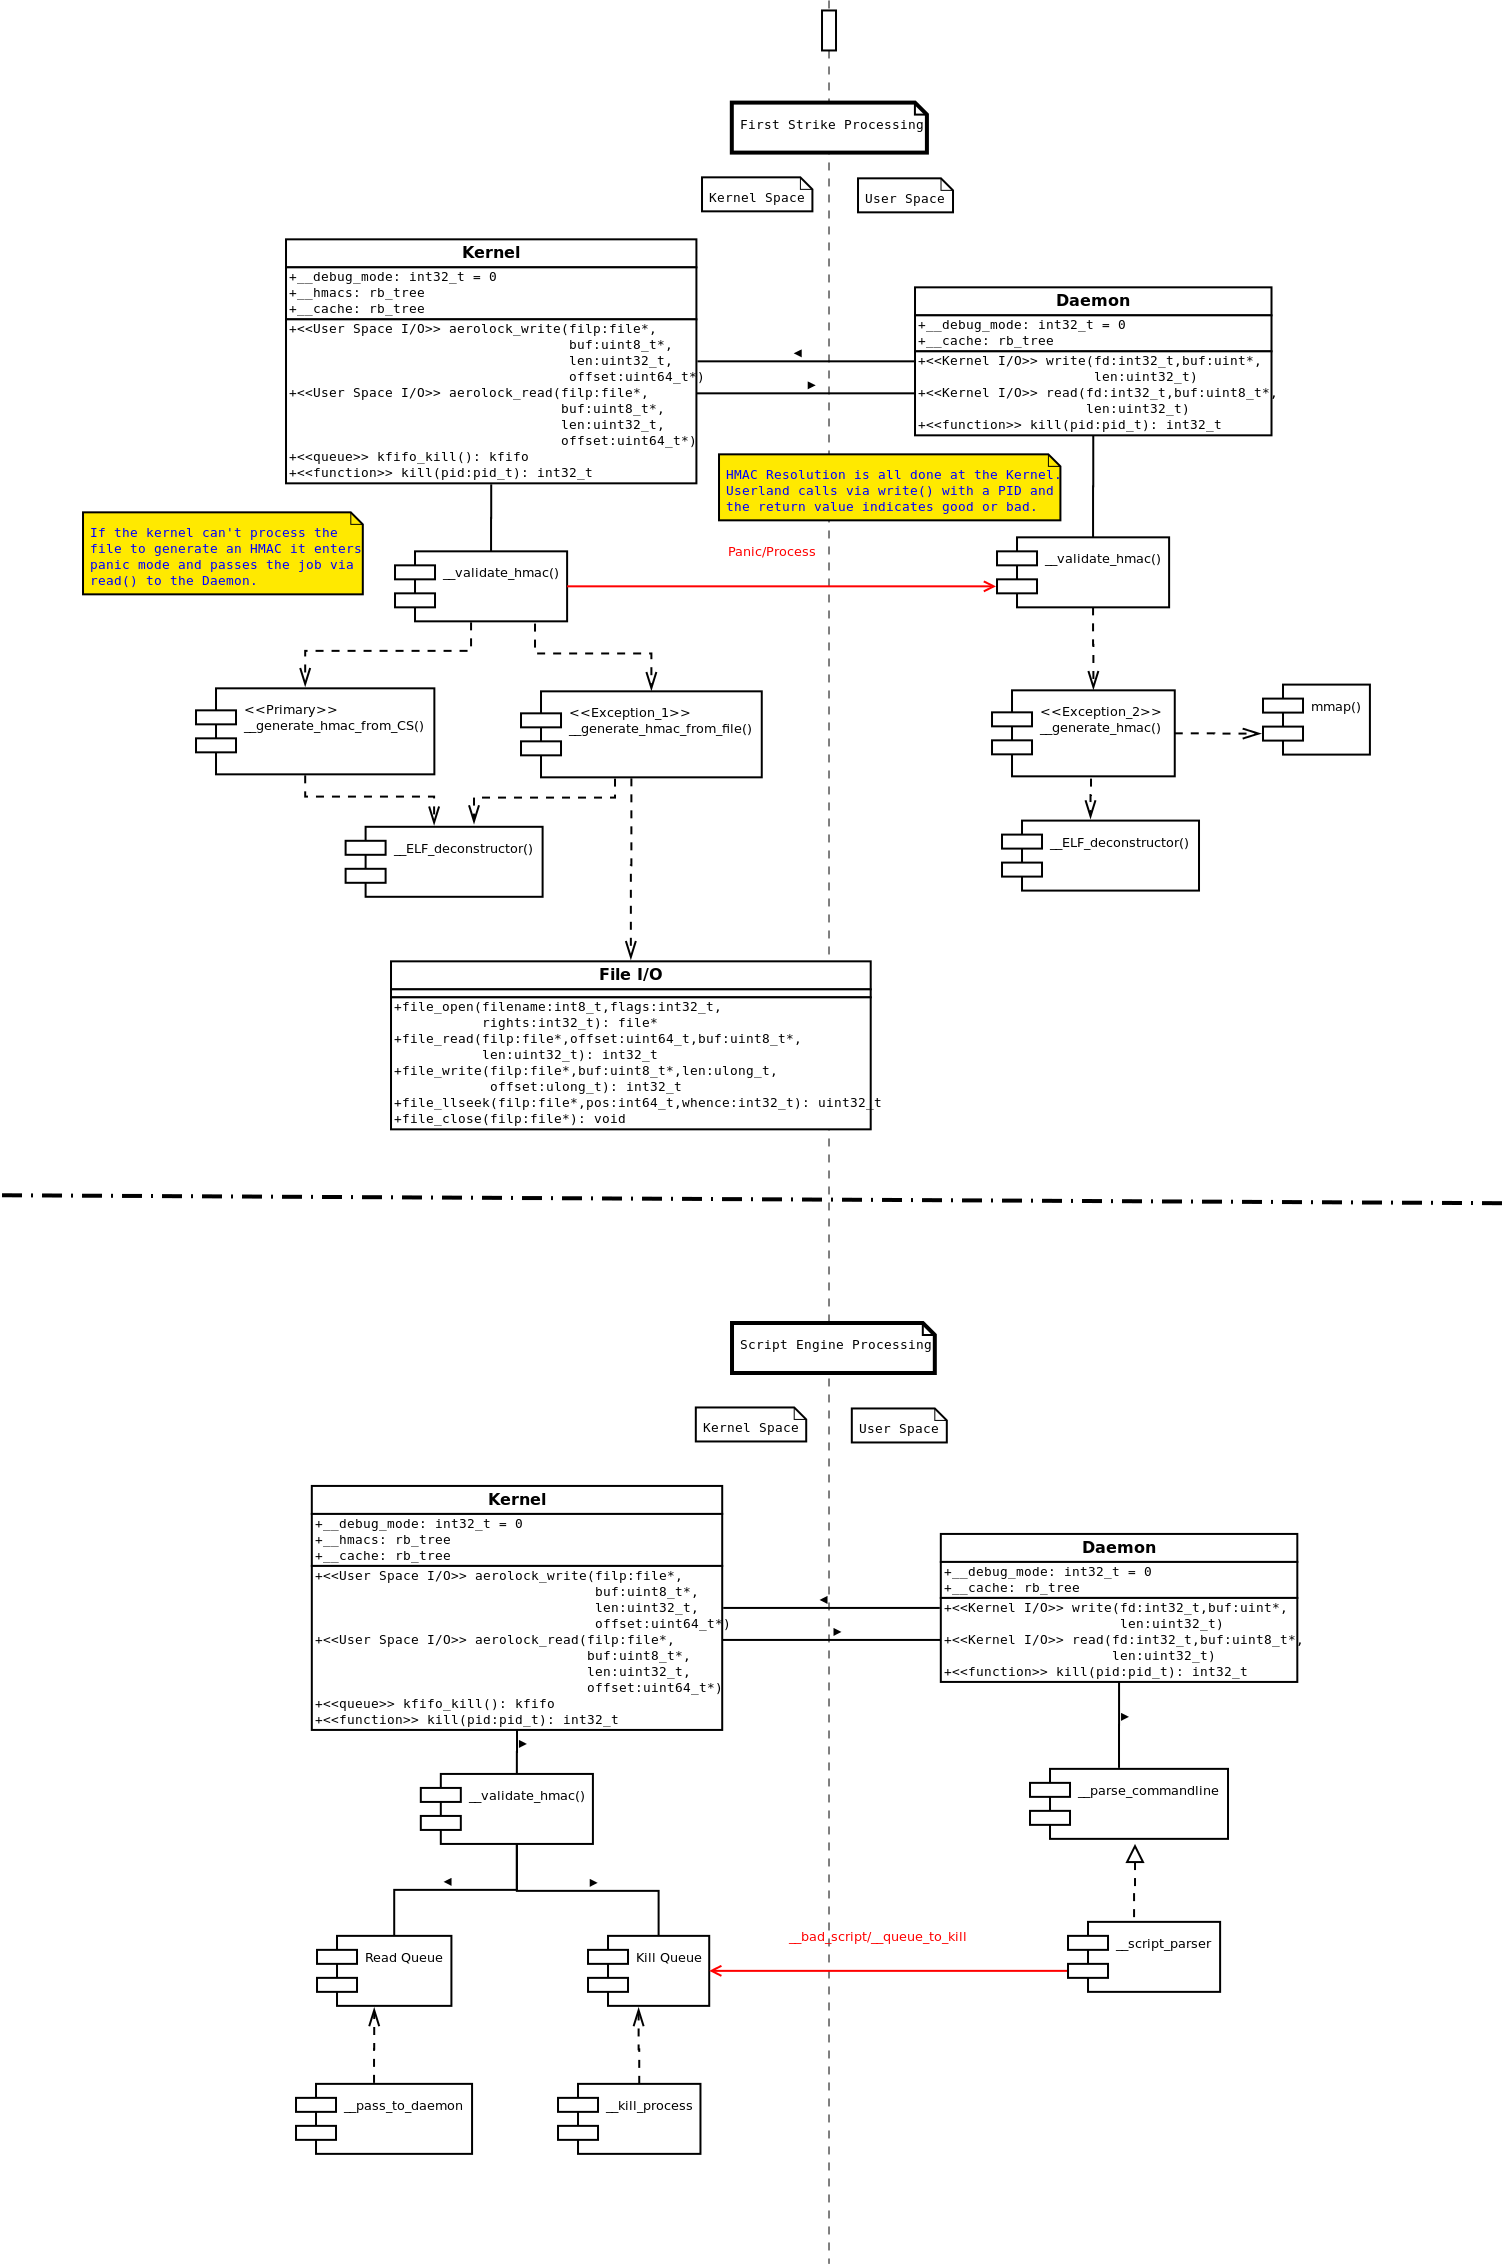 First Strike Processing
Kernel Space
User Space
Kernel
+__debug_mode: int32_t = 0
+__hmacs: rb_tree
+__cache: rb_tree
+<<User Space I/O>> aerolock_write(filp:file*,
buf:uint8_t*,
len:uint32_t,
offset:uint64_t*)
+<<User Space I/O>> aerolock_read(filp:file*,
buf:uint8_t*,
len:uint32_t,
offset:uint64_t*)
+<<queue>> kfifo_kill(): kfifo
+<<function>> kill(pid:pid_t): int32_t
Daemon
+__debug_mode: int32_t = 0
+__cache: rb_tree
+<<Kernel I/O>> write(fd:int32_t,buf:uint*,
len:uint32_t)
+<<Kernel I/O>> read(fd:int32_t,buf:uint8_t*,
len:uint32_t)
+<<function>> kill(pid:pid_t): int32_t
HMAC Resolution is all done at the Kernel.
Userland calls via write() with a PID and
the return value indicates good or bad.
If the kernel can't process the
file to generate an HMAC it enters
panic mode and passes the job via
read() to the Daemon.
Panic/Process
__validate_hmac()
__validate_hmac()
<<Primary>>
__generate_hmac_from_CS()
<<Exception_1>>
__generate_hmac_from_file()
<<Exception_2>>
__generate_hmac()
mmap()
__ELF_deconstructor()
__ELF_deconstructor()
File I/O
+file_open(filename:int8_t,flags:int32_t,
rights:int32_t): file*
+file_read(filp:file*,offset:uint64_t,buf:uint8_t*,
len:uint32_t): int32_t
+file_write(filp:file*,buf:uint8_t*,len:ulong_t,
offset:ulong_t): int32_t
+file_llseek(filp:file*,pos:int64_t,whence:int32_t): uint32_t
+file_close(filp:file*): void
Script Engine Processing
Kernel Space
User Space
Kernel
+__debug_mode: int32_t = 0
+__hmacs: rb_tree
+__cache: rb_tree
+<<User Space I/O>> aerolock_write(filp:file*,
buf:uint8_t*,
len:uint32_t,
offset:uint64_t*)
+<<User Space I/O>> aerolock_read(filp:file*,
buf:uint8_t*,
len:uint32_t,
offset:uint64_t*)
+<<queue>> kfifo_kill(): kfifo
+<<function>> kill(pid:pid_t): int32_t
Daemon
+__debug_mode: int32_t = 0
+__cache: rb_tree
+<<Kernel I/O>> write(fd:int32_t,buf:uint*,
len:uint32_t)
+<<Kernel I/O>> read(fd:int32_t,buf:uint8_t*,
len:uint32_t)
+<<function>> kill(pid:pid_t): int32_t
__validate_hmac()
__parse_commandline
__bad_script/__queue_to_kill
Read Queue
Kill Queue
__script_parser
__pass_to_daemon
__kill_process